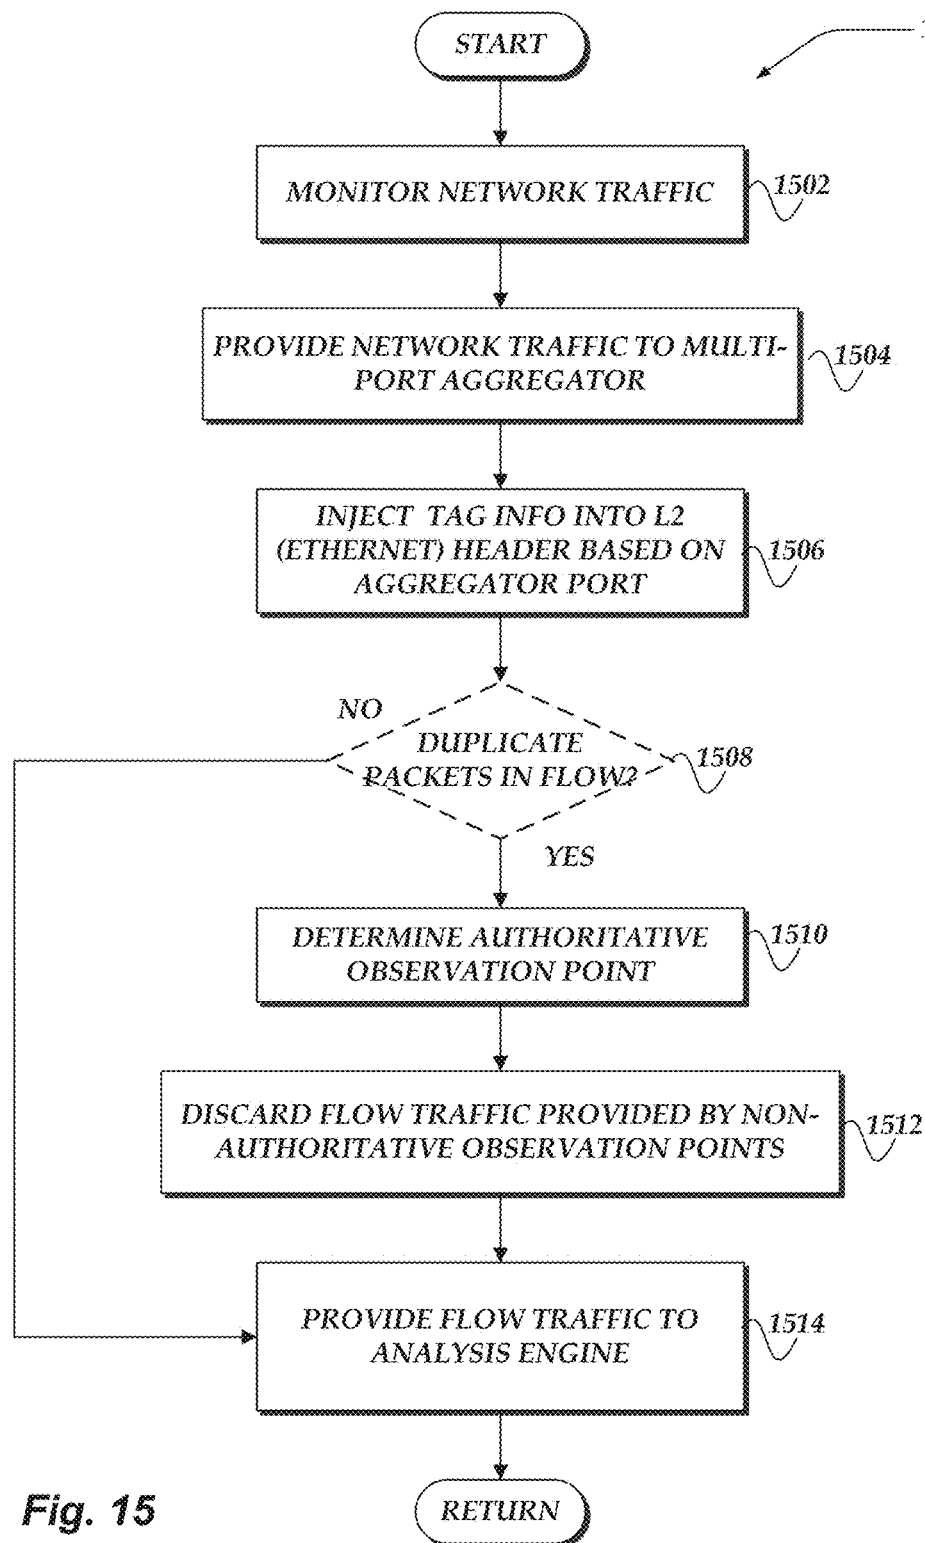 START
MONITOR NETWORK TRAFFIC
1502
PROVIDE NETWORK TRAFFIC TO MULTI-
PORT AGGREGATOR
1504
INJECT TAG INFO INTO L2
(ETHERNET) HEADER BASED ON
AGGREGATOR PORT
1506
NO
DUPLICATE
PACKETS IN FLOW?
1508
YES
DETERMINE AUTHORITATIVE
OBSERVATION POINT
1510
DISCARD FLOW TRAFFIC PROVIDED BY NON-
AUTHORITATIVE OBSERVATION POINTS
1512
PROVIDE FLOW TRAFFIC TO
ANALYSIS ENGINE
1514
RETURN
Fig. 15